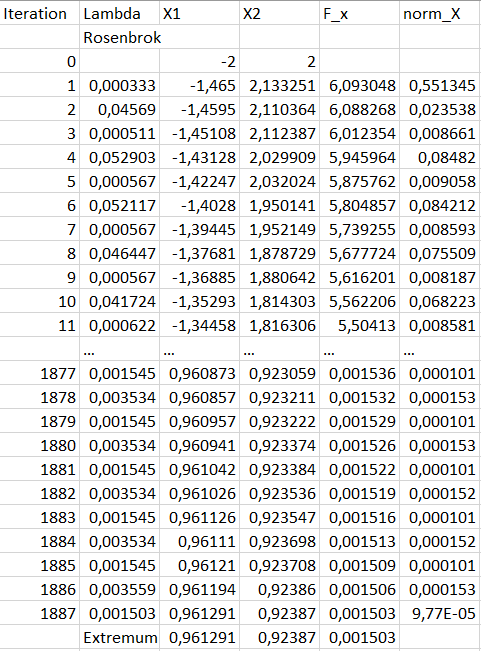 Iteration Lambda X1 X2 F_x norm_X
Rosenbrok
0 -2 2
1 0,000333 -1,465 2,133251 6,093048 0,551345
2 0,04569 -1,4595 2,110364 6,088268 0,023538
3 0,000511 -1,45108 2,112387 6,012354 0,008661
4 0,052903 -1,43128 2,029909 5,945964 0,08482
5 0,000567 -1,42247 2,032024 5,875762 0,009058
6 0,052117 -1,4028 1,950141 5,804857 0,084212
7 0,000567 -1,39445 1,952149 5,739255 0,008593
8 0,046447 -1,37681 1,878729 5,677724 0,075509
9 0,000567 -1,36885 1,880642 5,616201 0,008187
10 0,041724 -1,35293 1,814303 5,562206 0,068223
11 0,000622 -1,34458 1,816306 5,50413 0,008581
... ... ... ... ...
1877 0,001545 0,960873 0,923059 0,001536 0,000101
1878 0,003534 0,960857 0,923211 0,001532 0,000153
1879 0,001545 0,960957 0,923222 0,001529 0,000101
1880 0,003534 0,960941 0,923374 0,001526 0,000153
1881 0,001545 0,961042 0,923384 0,001522 0,000101
1882 0,003534 0,961026 0,923536 0,001519 0,000152
1883 0,001545 0,961126 0,923547 0,001516 0,000101
1884 0,003534 0,96111 0,923698 0,001513 0,000152
1885 0,001545 0,96121 0,923708 0,001509 0,000101
1886 0,003559 0,961194 0,92386 0,001506 0,000153
1887 0,001503 0,961291 0,92387 0,001503 9,77E-05
Extremum 0,961291 0,92387 0,001503